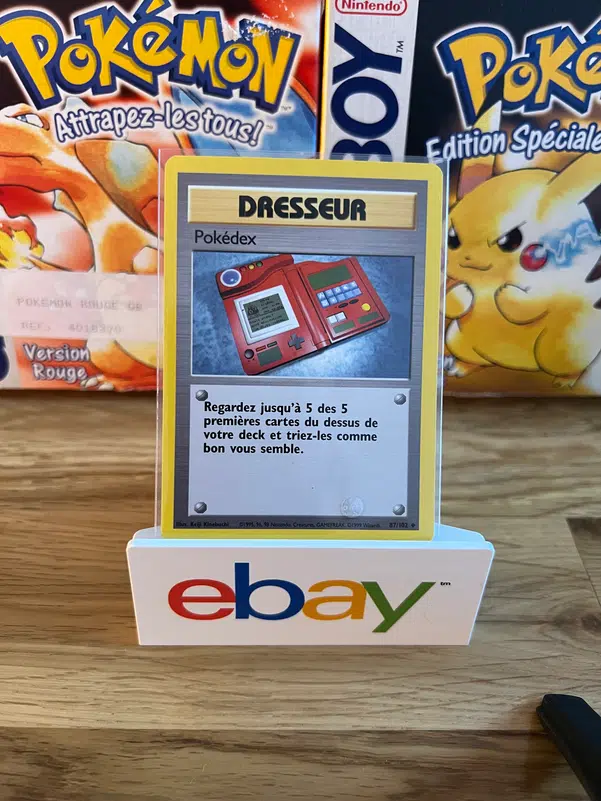 POKÉMON
Attrapez-les tous!
Nintendo
BOY TM
POKÉ
Edition Spéciale
DRESSEUR
Pokédex
POKEMON ROUGE GB
Version
Rouge
Regardez jusqu'à 5 des 5
premières cartes du dessus de
votre deck et triez-les comme
bon vous semble.
87/102
ebay TM